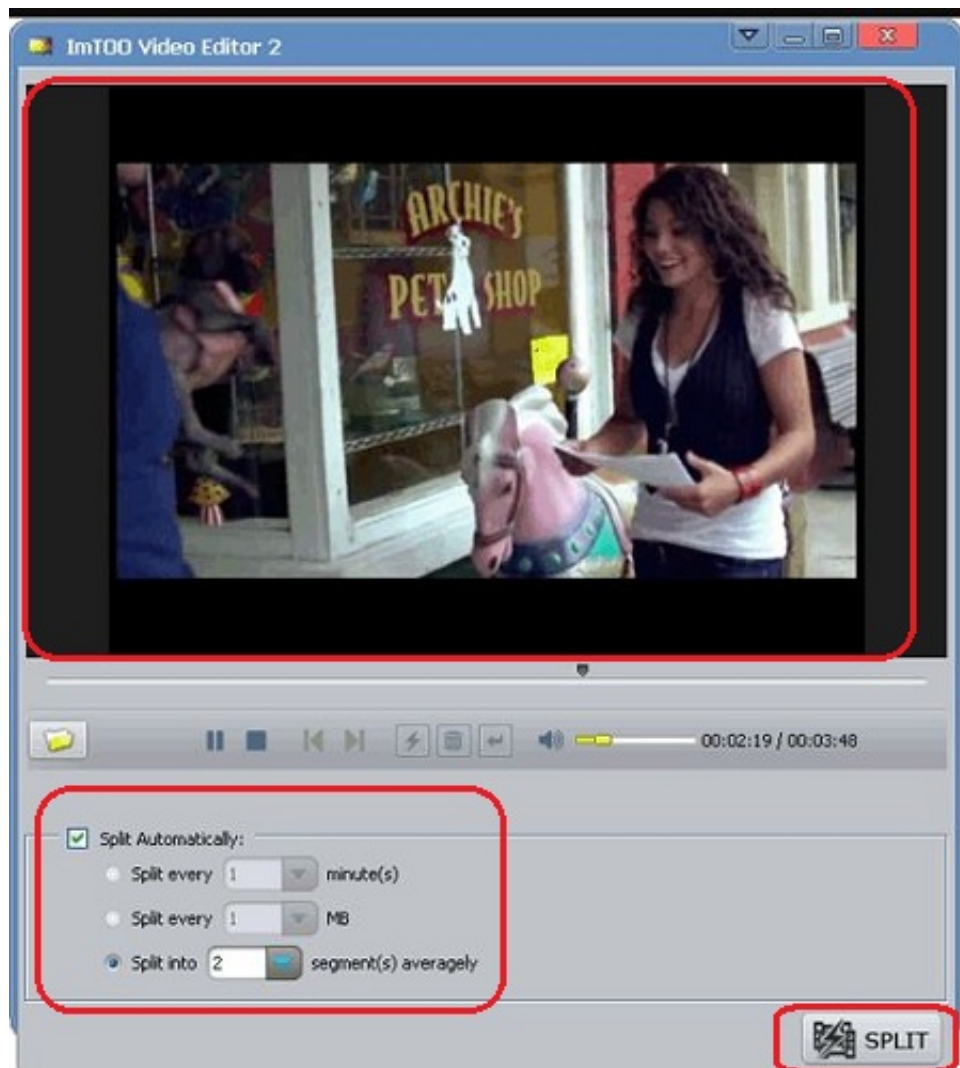 ImTOO Video Editor 2
ARCHIE'S
PET SHOP
00:02:19 / 00:03:48
Split Automatically:
Split every 1 minute(s)
Split every 1 MB
Split into 2 segment(s) averagely
SPLIT